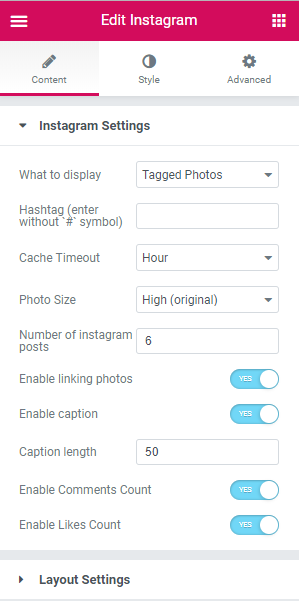 Edit Instagram
Content Style Advanced
Instagram Settings
What to display Tagged Photos
Hashtag (enter
without `#` symbol)
Cache Timeout Hour
Photo Size High (original)
Number of instagram
posts 6
Enable linking photos YES
Enable caption YES
Caption length 50
Enable Comments Count YES
Enable Likes Count YES
Layout Settings